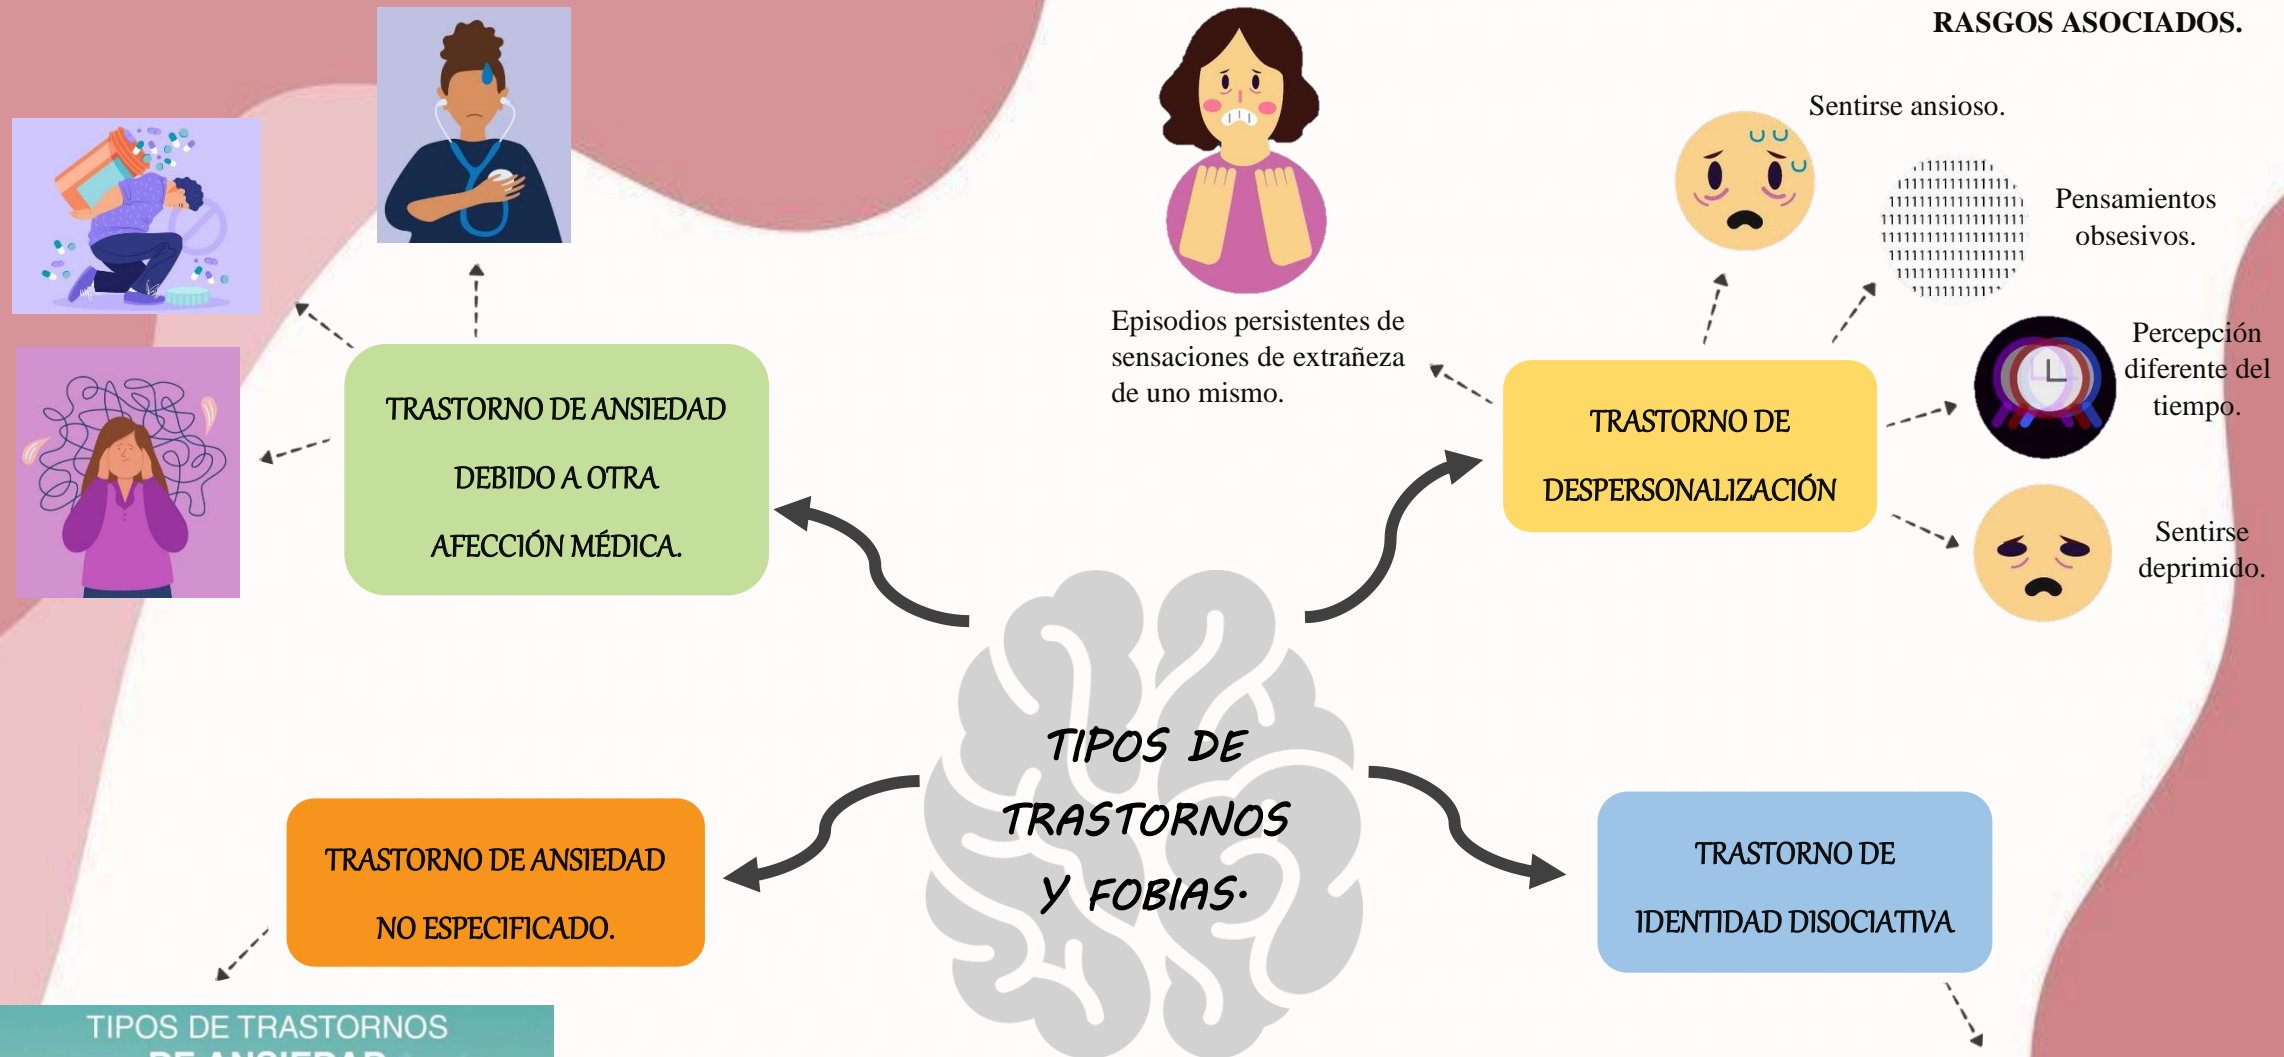 RASGOS ASOCIADOS.
Sentirse ansioso.
Pensamientos
obsesivos.
Percepción
diferente del
tiempo.
Sentirse
deprimido.
Episodios persistentes de
sensaciones de extrañeza
de uno mismo.
TRASTORNO DE
DESPERSONALIZACIÓN
TRASTORNO DE ANSIEDAD
DEBIDO A OTRA
AFECCIÓN MÉDICA.
TIPOS DE
TRASTORNOS
Y FOBIAS.
TRASTORNO DE ANSIEDAD
NO ESPECIFICADO.
TRASTORNO DE
IDENTIDAD DISOCIATIVA
TIPOS DE TRASTORNOS
DE ANSIEDAD